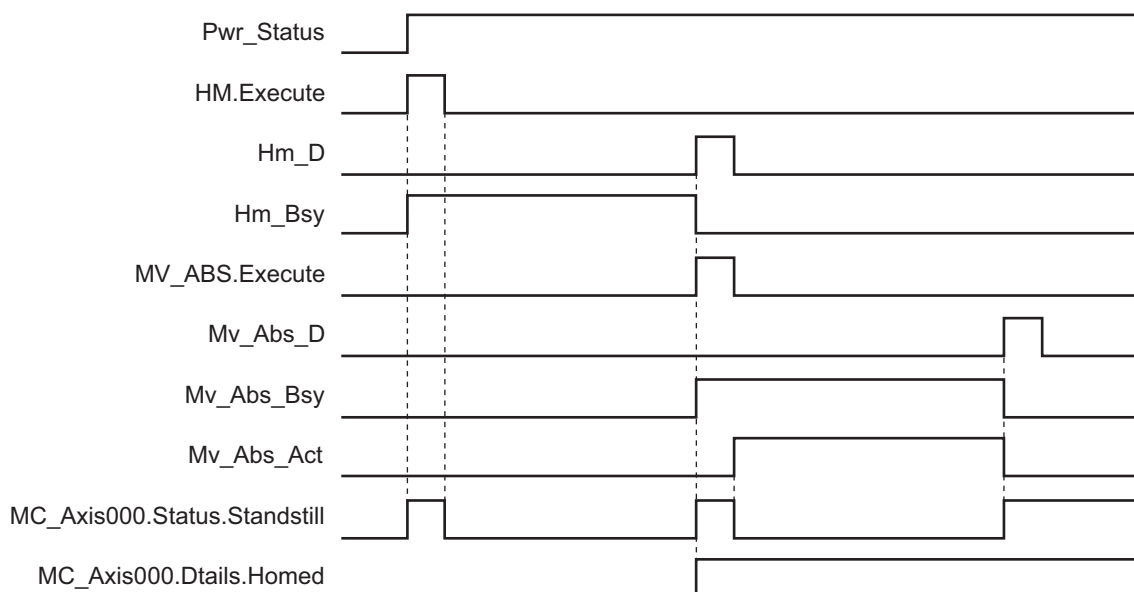 Pwr_Status
HM.Execute
Hm_D
Hm_Bsy
MV_ABS.Execute
Mv_Abs_D
Mv_Abs_Bsy
Mv_Abs_Act
MC_Axis000.Status.Standstill
MC_Axis000.Dtails.Homed